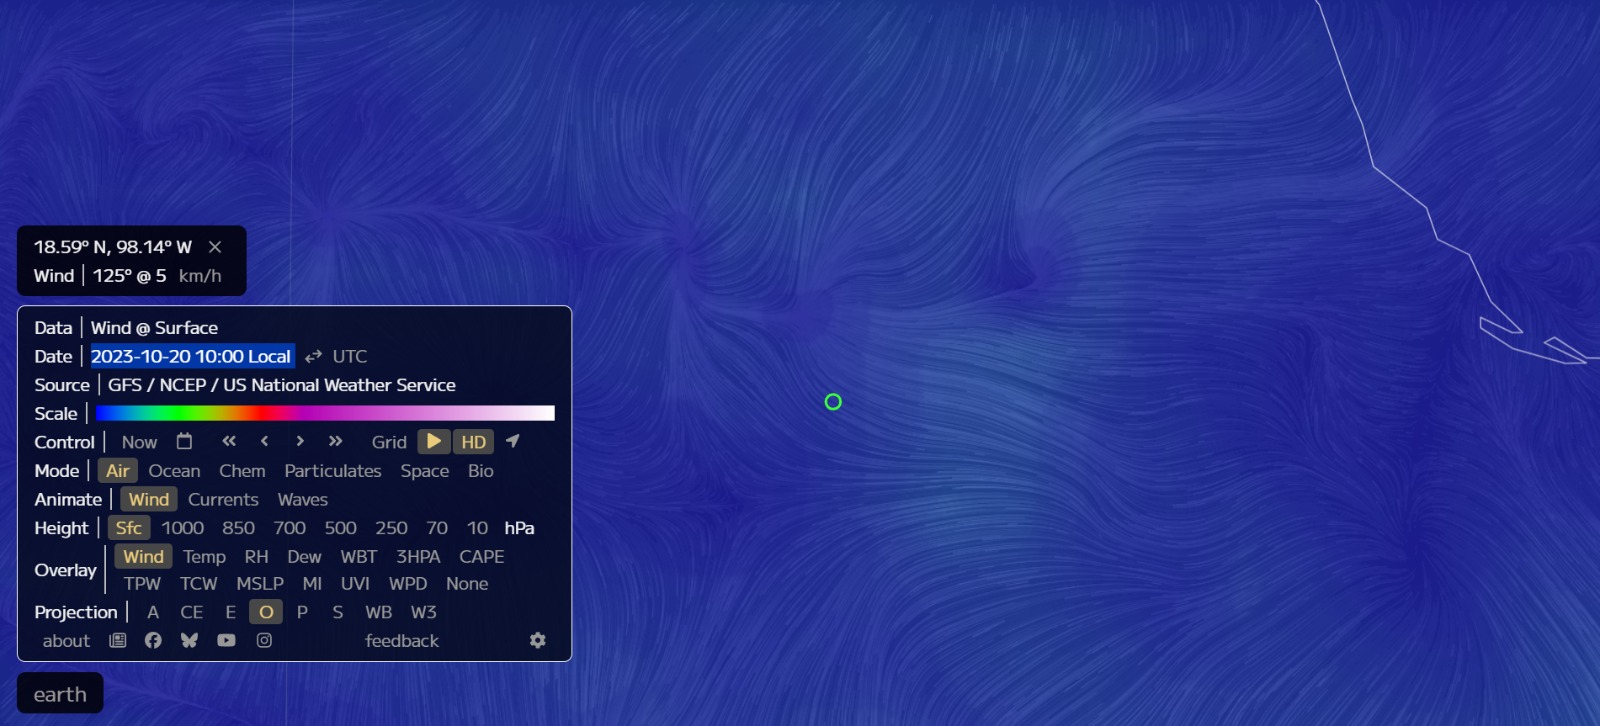 18.59° N, 98.14° W ×
Wind | 125° @ 5 km/h
Data | Wind @ Surface
Date | 2023-10-20 10:00 Local UTC
Source | GFS / NCEP / US National Weather Service
Scale |
Control | Now « ‹ › » Grid HD
Mode | Air Ocean Chem Particulates Space Bio
Animate | Wind Currents Waves
Height | Sfc 1000 850 700 500 250 70 10 hPa
Overlay | Wind Temp RH Dew WBT 3HPA CAPE
TPW TCW MSLP MI UVI WPD None
Projection | A CE E O P S WB W3
about feedback
earth